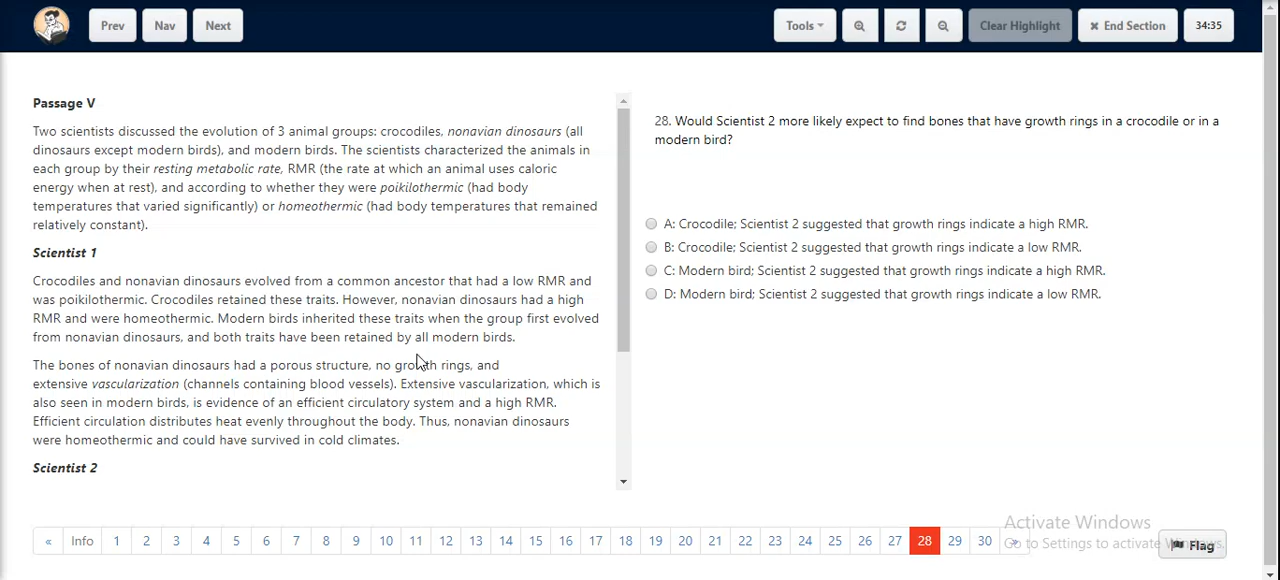 Prev
Nav
Next
Tools
Clear Highlight
✖ End Section
34:35
Passage V
Two scientists discussed the evolution of 3 animal groups: crocodiles, nonavian dinosaurs (all
dinosaurs except modern birds), and modern birds. The scientists characterized the animals in
each group by their resting metabolic rate, RMR (the rate at which an animal uses caloric
energy when at rest), and according to whether they were poikilothermic (had body
temperatures that varied significantly) or homeothermic (had body temperatures that remained
relatively constant).
Scientist 1
Crocodiles and nonavian dinosaurs evolved from a common ancestor that had a low RMR and
was poikilothermic. Crocodiles retained these traits. However, nonavian dinosaurs had a high
RMR and were homeothermic. Modern birds inherited these traits when the group first evolved
from nonavian dinosaurs, and both traits have been retained by all modern birds.
The bones of nonavian dinosaurs had a porous structure, no growth rings, and
extensive vascularization (channels containing blood vessels). Extensive vascularization, which is
also seen in modern birds, is evidence of an efficient circulatory system and a high RMR.
Efficient circulation distributes heat evenly throughout the body. Thus, nonavian dinosaurs
were homeothermic and could have survived in cold climates.
Scientist 2
28. Would Scientist 2 more likely expect to find bones that have growth rings in a crocodile or in a
modern bird?
A: Crocodile; Scientist 2 suggested that growth rings indicate a high RMR.
B: Crocodile; Scientist 2 suggested that growth rings indicate a low RMR.
C: Modern bird; Scientist 2 suggested that growth rings indicate a high RMR.
D: Modern bird; Scientist 2 suggested that growth rings indicate a low RMR.
« Info 1 2 3 4 5 6 7 8 9 10 11 12 13 14 15 16 17 18 19 20 21 22 23 24 25 26 27 28 29 30 »
Activate Windows
Go to Settings to activate Windows.
Flag